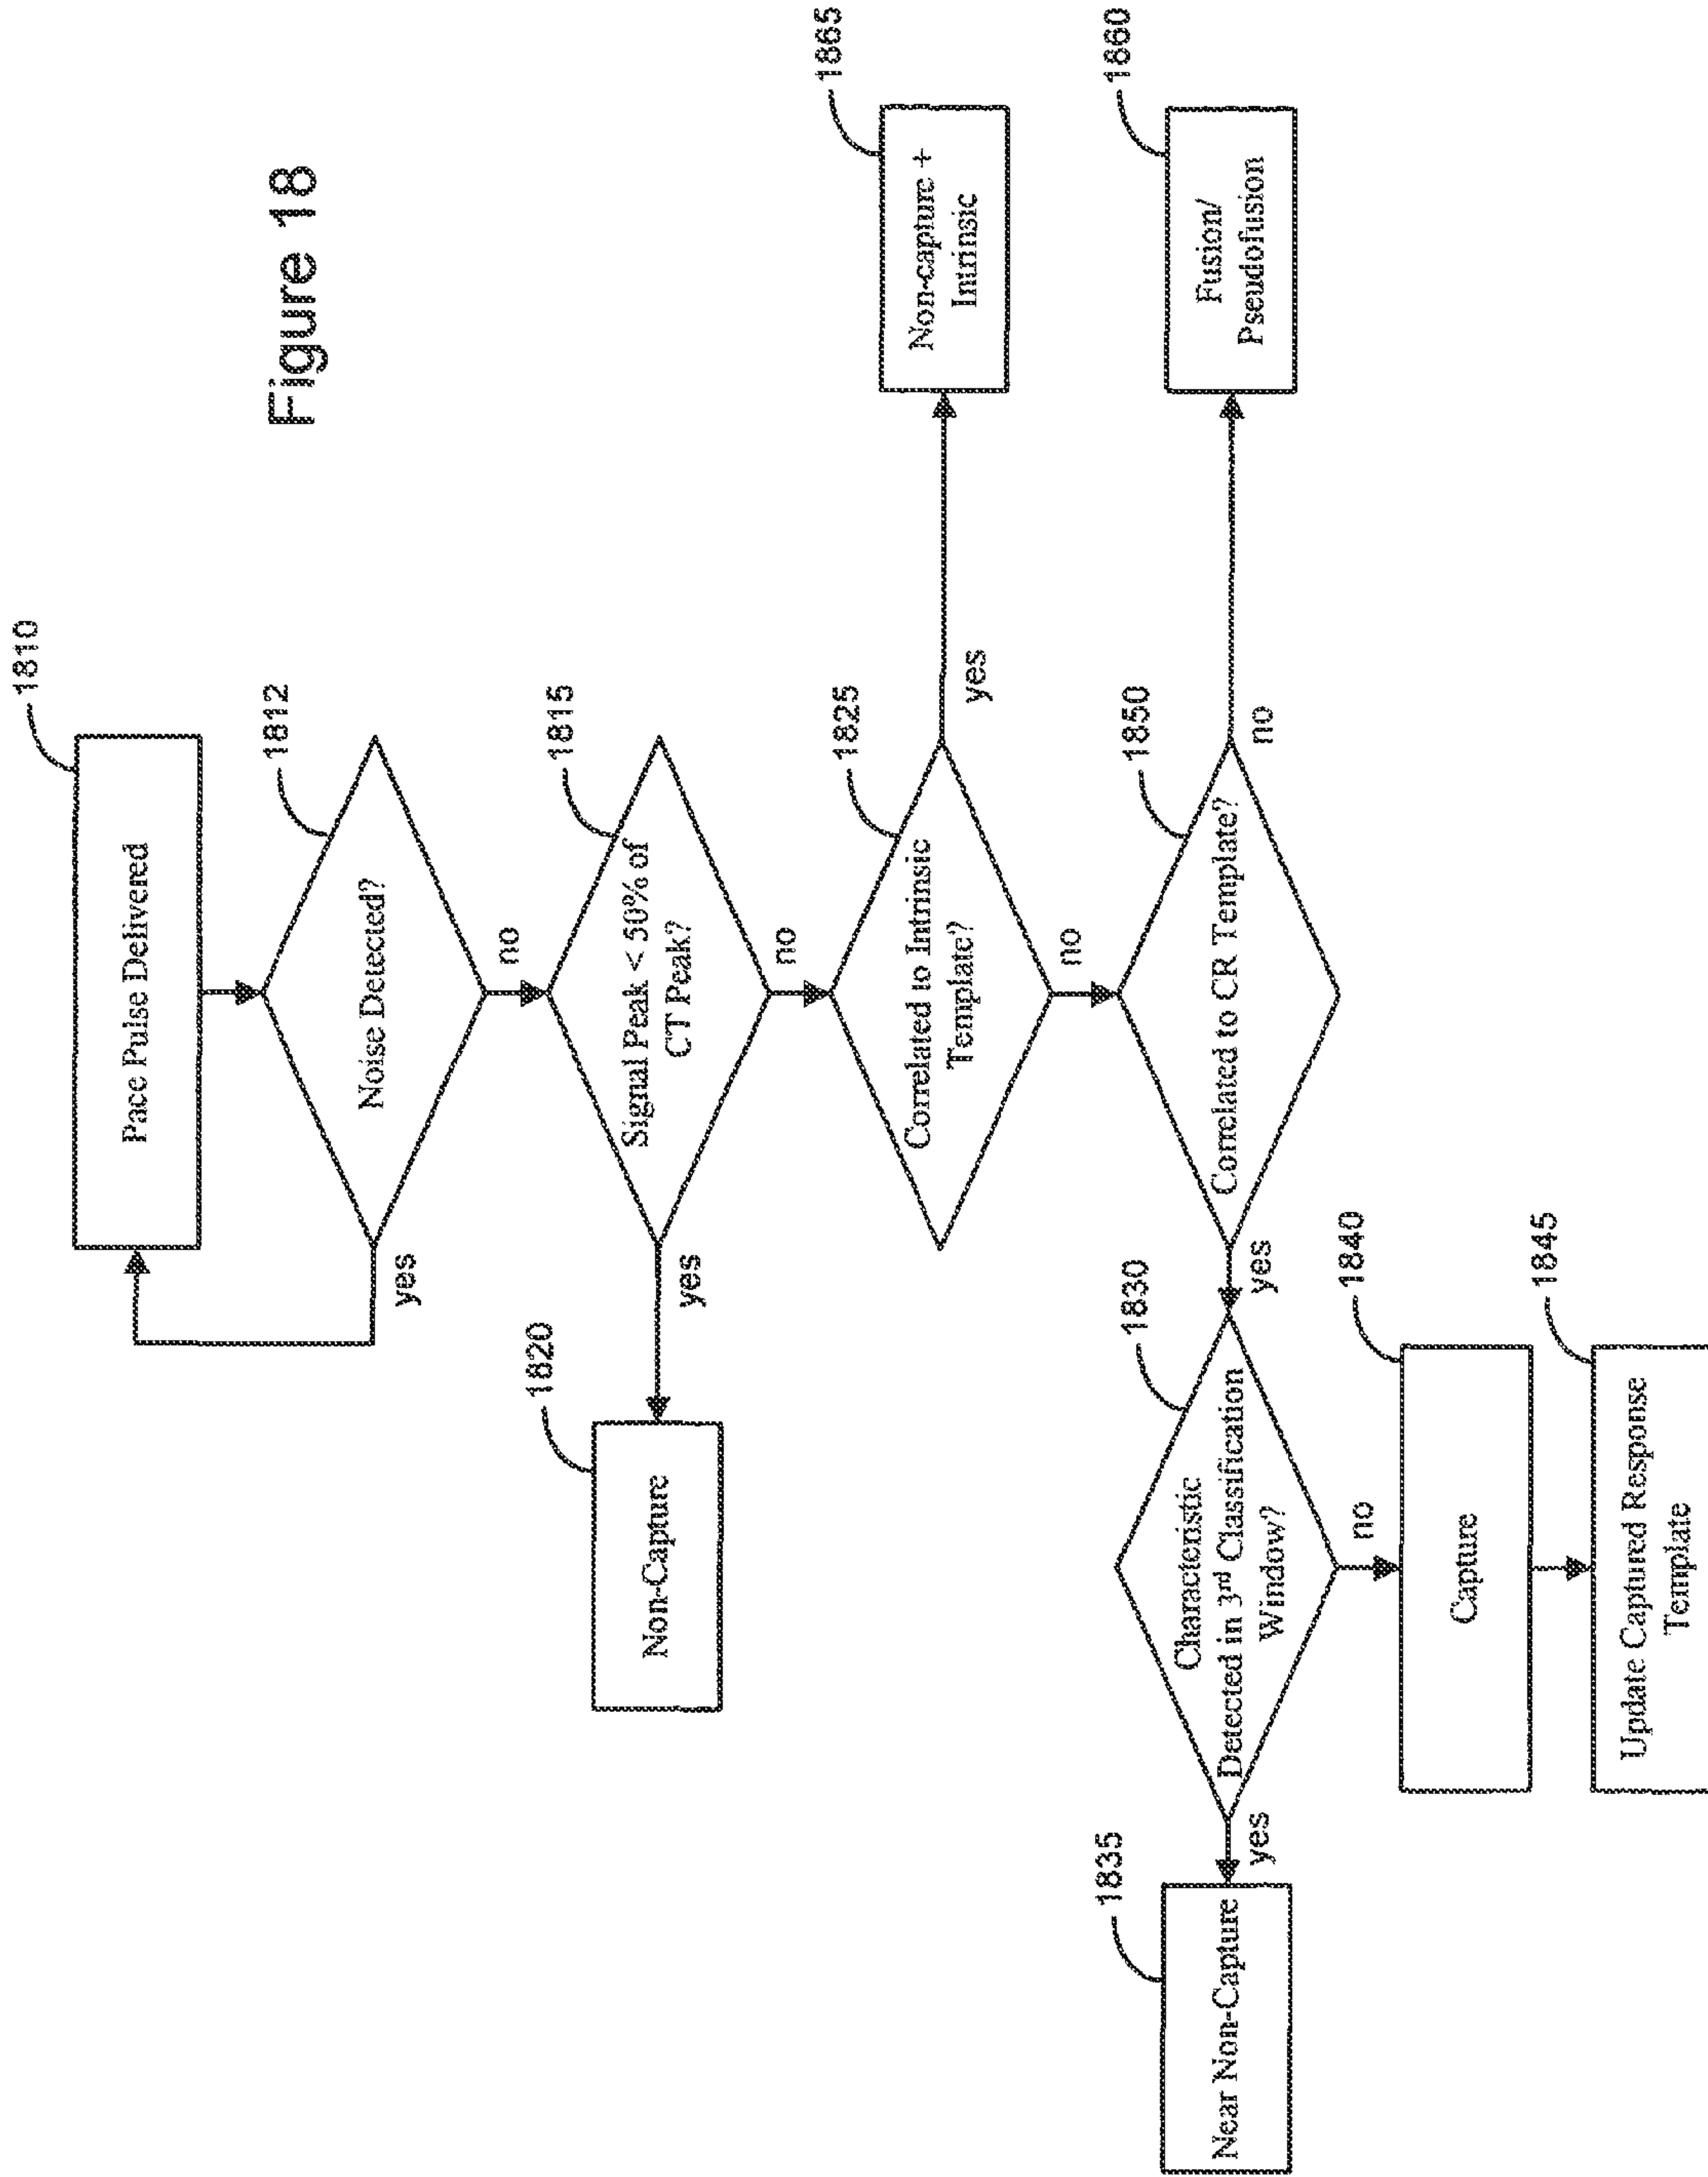 Figure 18
1810
Pace Pulse Delivered
1812
Noise Detected?
yes
no
1815
Signal Peak < 50% of
CT Peak?
yes
no
1820
Non-Capture
1825
Correlated to Intrinsic
Template?
yes
no
1865
Non-capture +
Intrinsic
1850
Correlated to CR Template?
yes
no
1860
Fusion/
Pseudofusion
1830
Characteristic
Detected in 3rd Classification
Window?
yes
no
1835
Near Non-Capture
1840
Capture
1845
Update Captured Response
Template